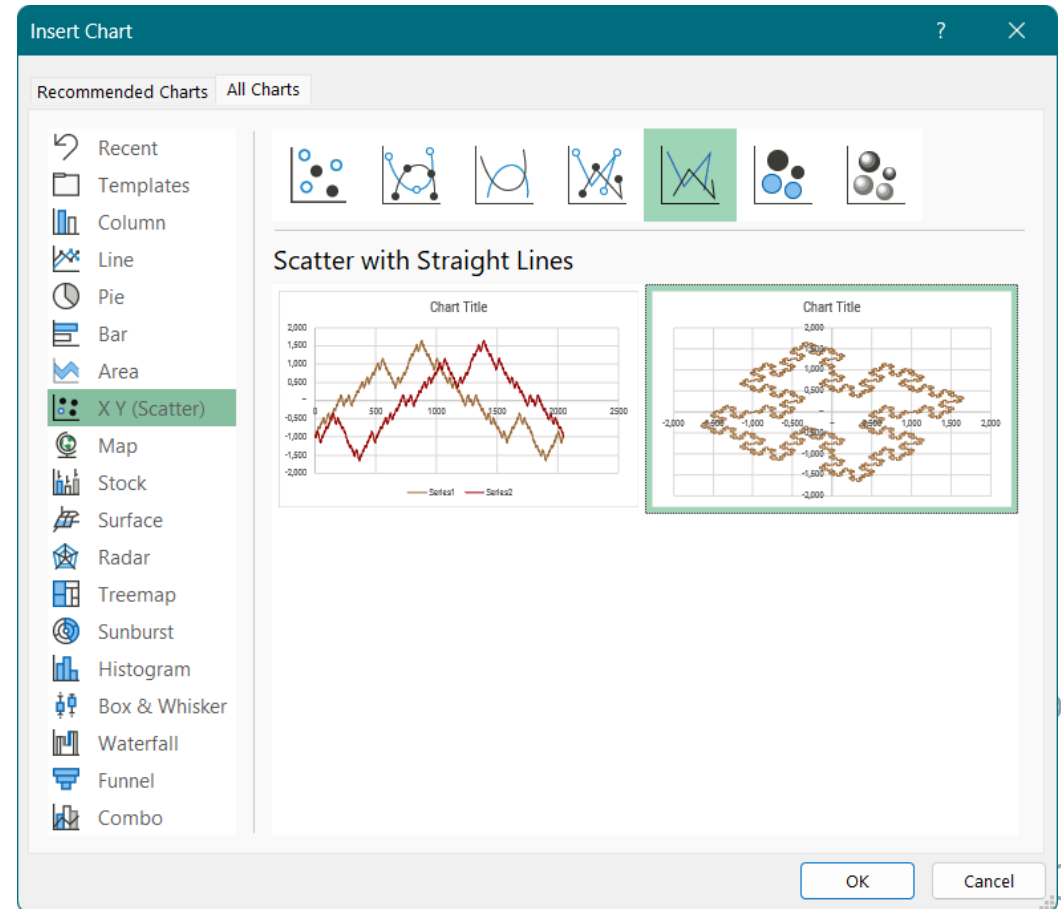 Insert Chart
?
Recommended Charts
All Charts
Recent
Templates
Column
Line
Pie
Bar
Area
X Y (Scatter)
Map
Stock
Surface
Radar
Treemap
Sunburst
Histogram
Box & Whisker
Waterfall
Funnel
Combo
Scatter with Straight Lines
Chart Title
2,000
1,500
1,000
0,500
–
-0,500
-1,000
-1,500
-2,000
0 500 1000 1500 2000 2500
Series1 Series2
Chart Title
2,000
1,500
1,000
0,500
–
-2,000 -1,500 -1,000 -0,500 0,500 1,000 1,500 2,000
-0,500
-1,000
-1,500
-2,000
OK
Cancel